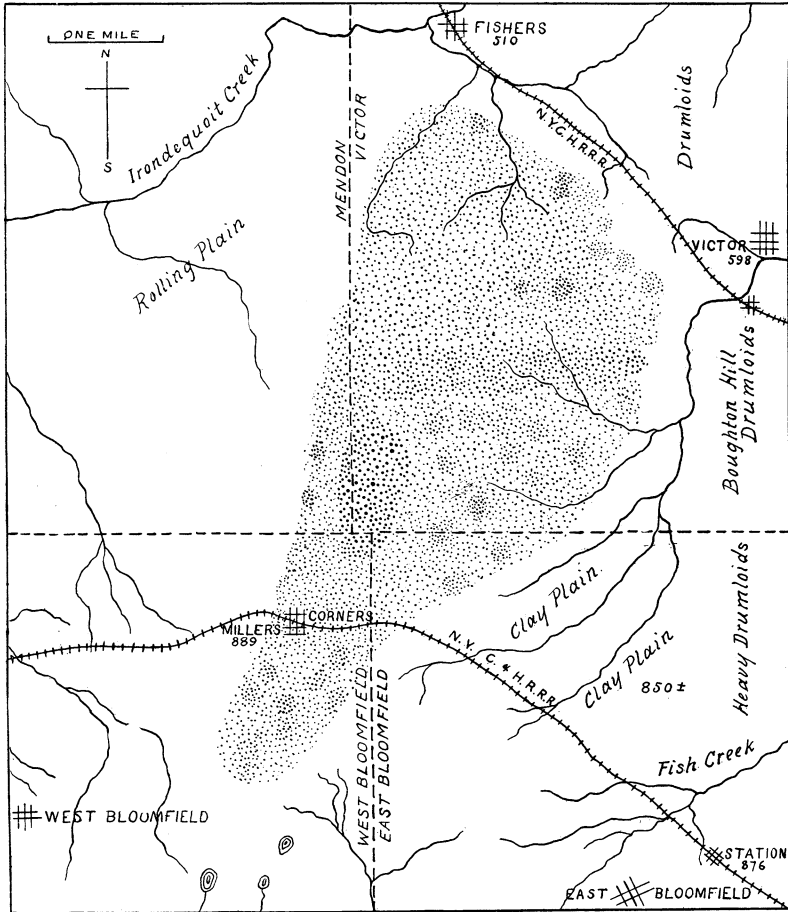 ONE MILE
N
S
Irondequoit Creek
FISHERS
510
MENDON
VICTOR
N.Y.C.H.R.R.R.
Drumloids
Rolling Plain
VICTOR
598
Boughton Hill
Drumloids
Clay Plain
Clay Plain
850±
Heavy Drumloids
MILLERS CORNERS
889
N.Y. C. & H.R.R.R.
WEST BLOOMFIELD
EAST BLOOMFIELD
Fish Creek
WEST BLOOMFIELD
STATION
876
EAST BLOOMFIELD